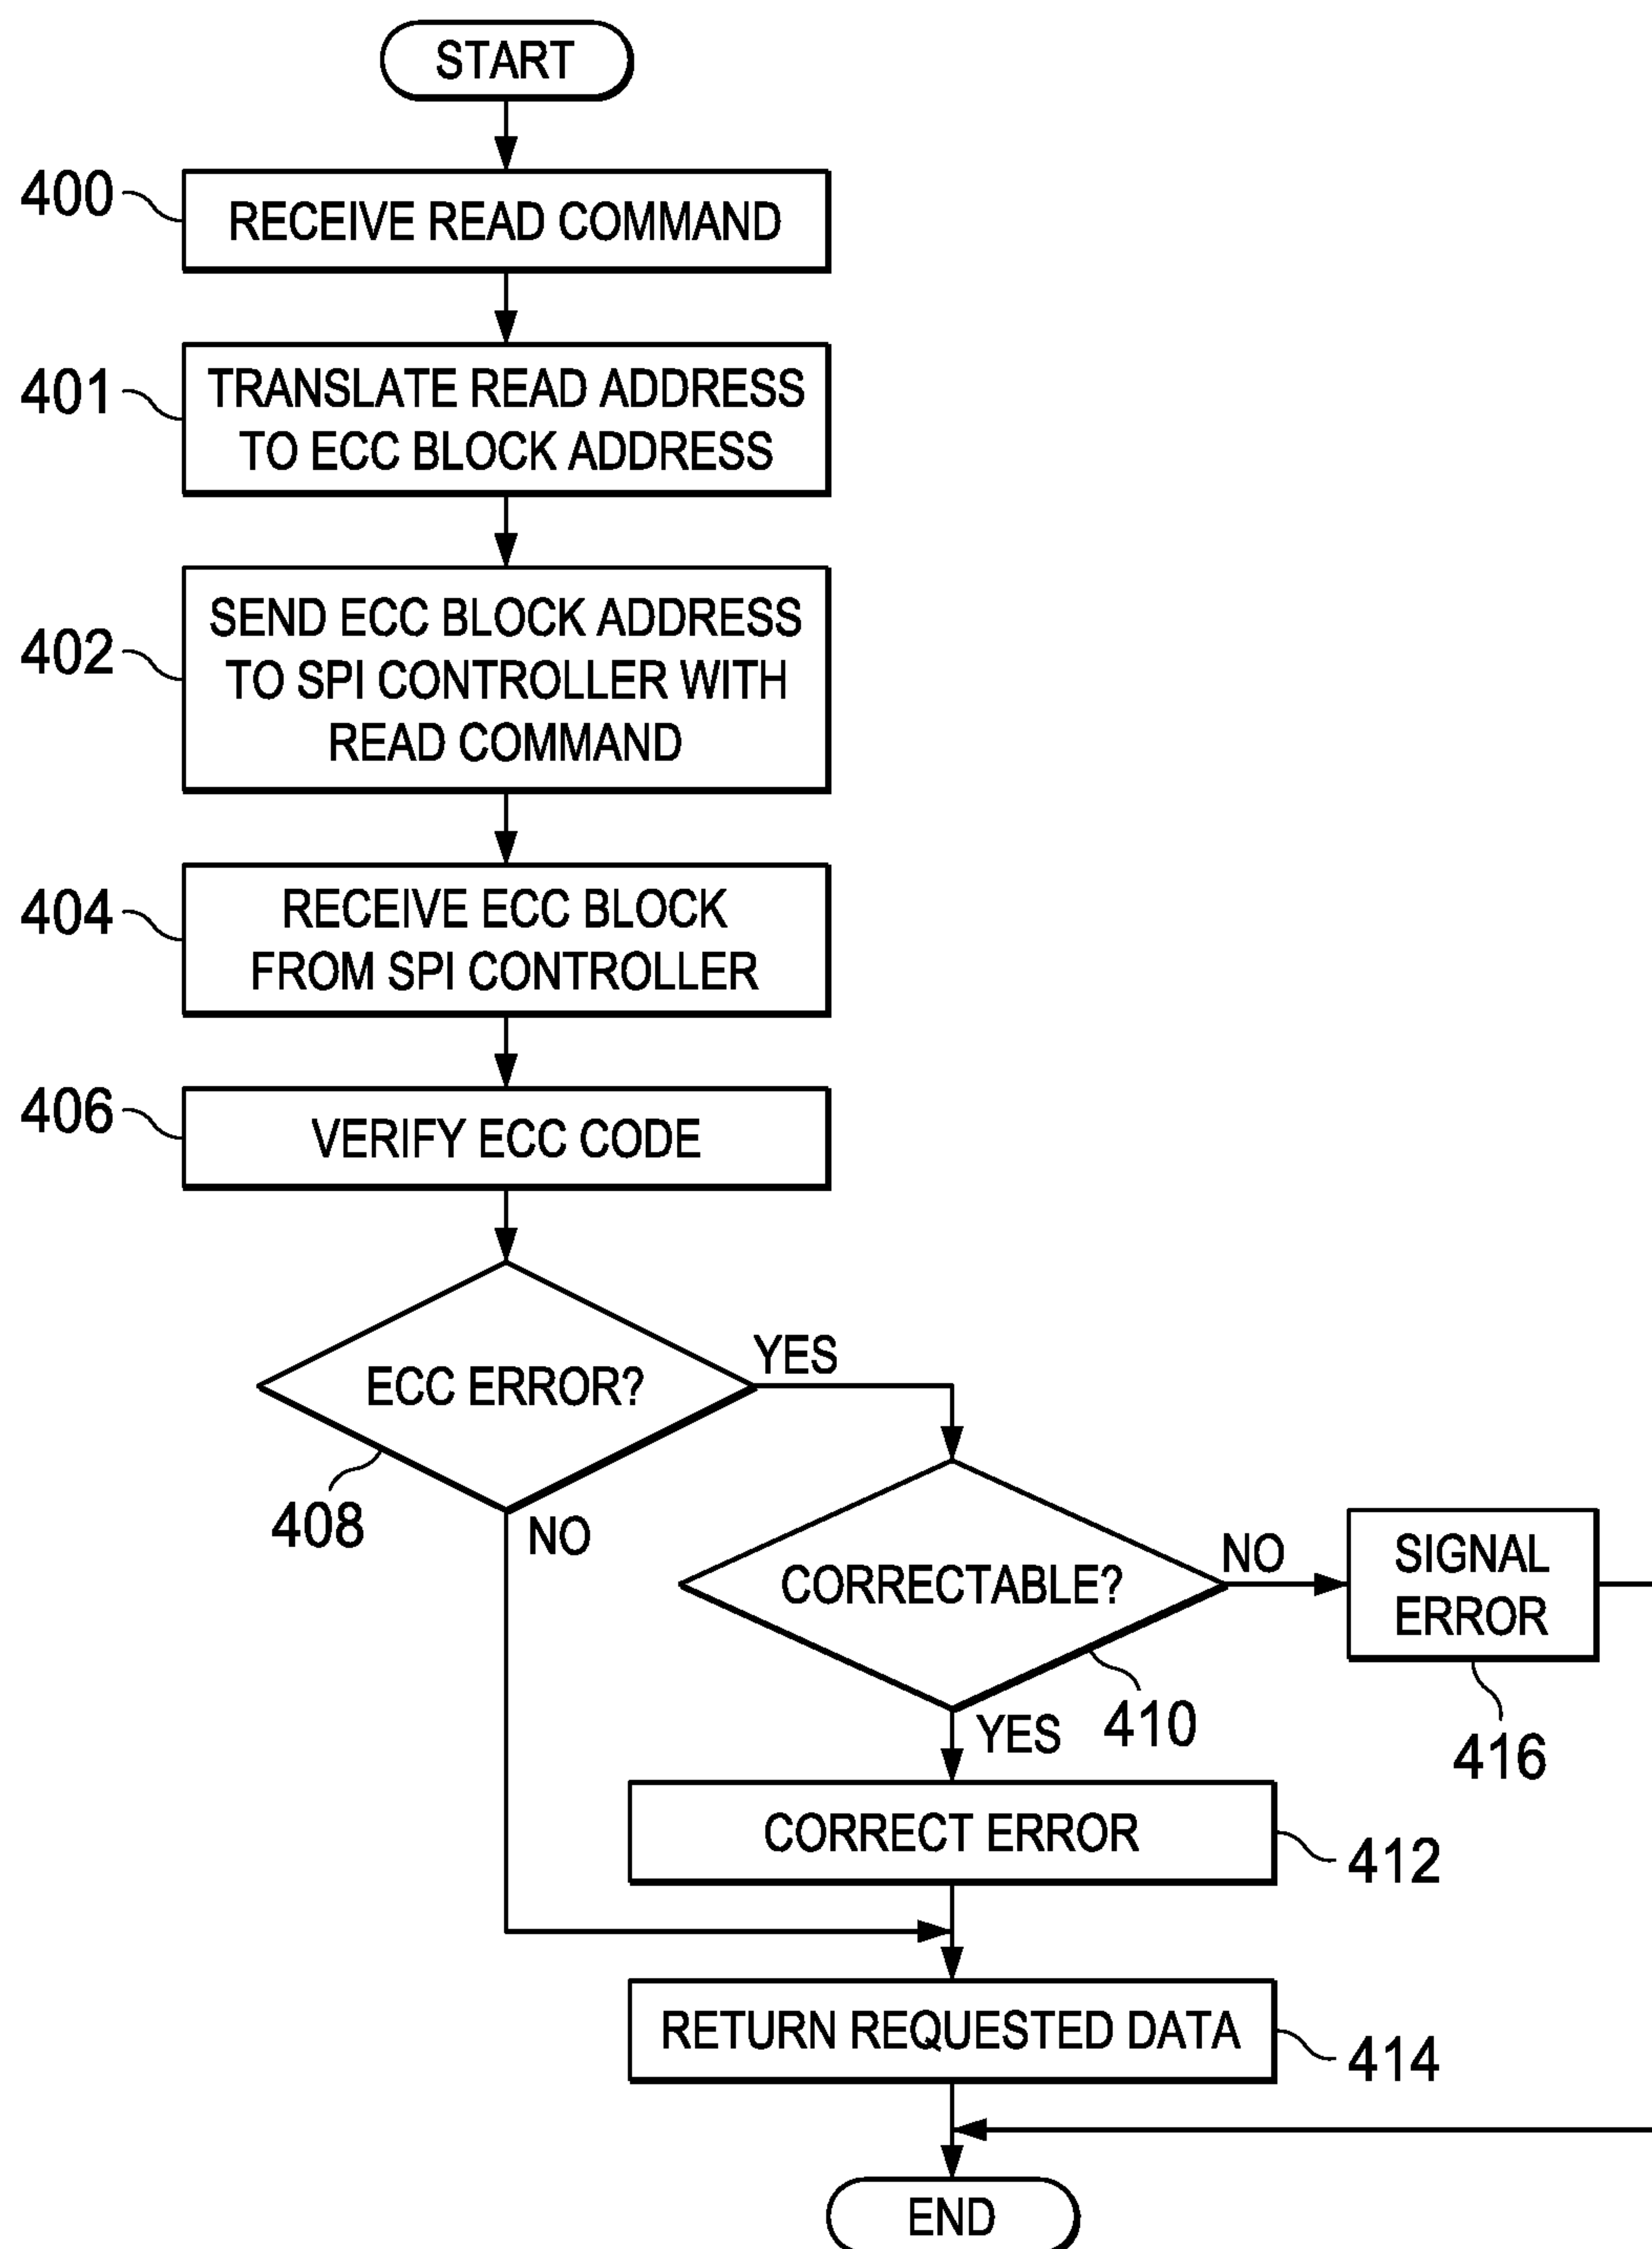 START
400
RECEIVE READ COMMAND
401
TRANSLATE READ ADDRESS
TO ECC BLOCK ADDRESS
402
SEND ECC BLOCK ADDRESS
TO SPI CONTROLLER WITH
READ COMMAND
404
RECEIVE ECC BLOCK
FROM SPI CONTROLLER
406
VERIFY ECC CODE
ECC ERROR?
YES
408
NO
CORRECTABLE?
NO
SIGNAL
ERROR
410
416
YES
CORRECT ERROR
412
RETURN REQUESTED DATA
414
END